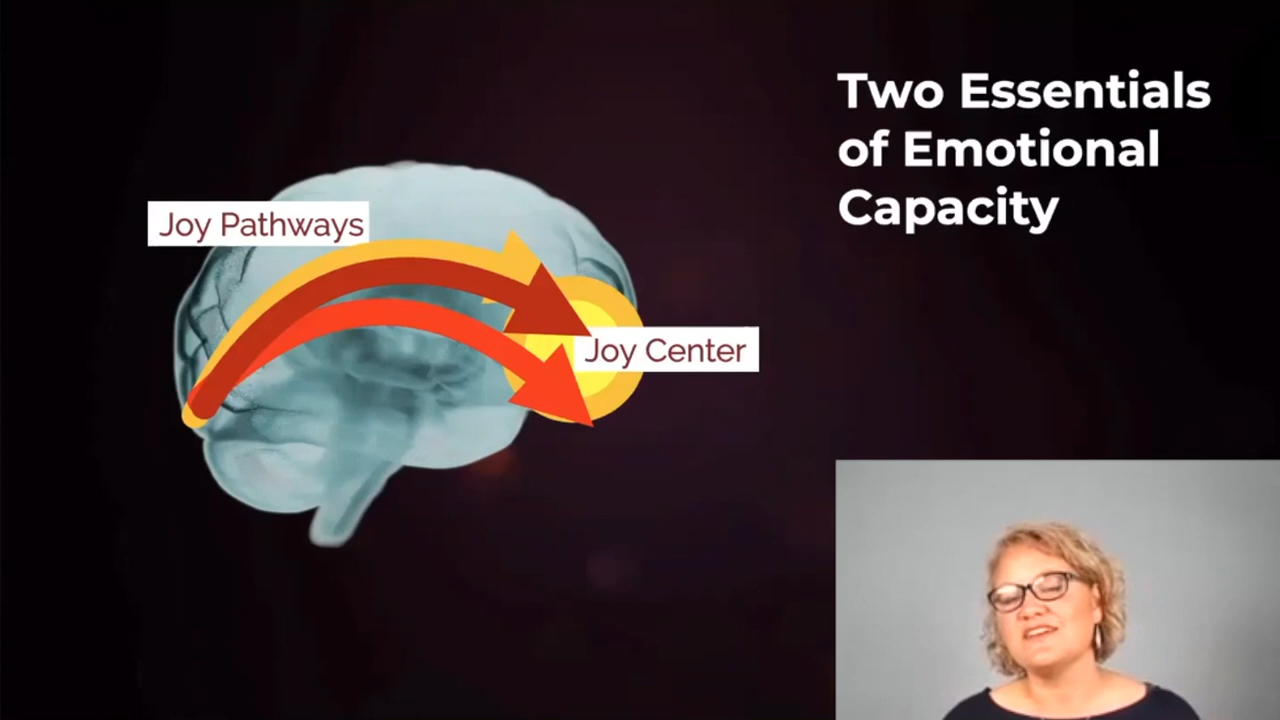 Two Essentials
of Emotional
Capacity
Joy Pathways
Joy Center